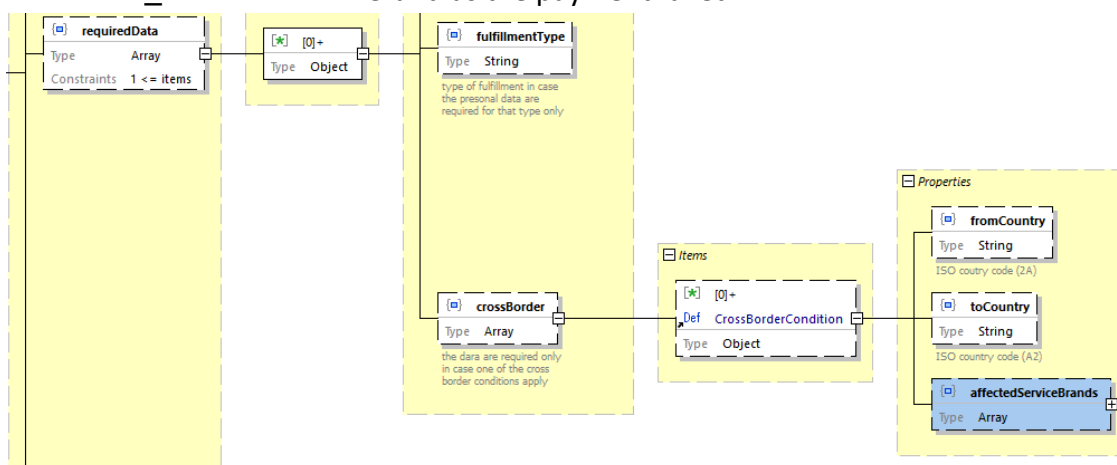 requiredData
Type Array
Constraints 1 <= items
[0]+
Type Object
fulfillmentType
Type String
type of fulfillment in case
the presonal data are
required for that type only
crossBorder
Type Array
the dara are required only
in case one of the cross
border conditions apply
Items
[0]+
Def CrossBorderCondition
Type Object
Properties
fromCountry
Type String
ISO coutry code (2A)
toCountry
Type String
ISO country code (A2)
affectedServiceBrands
Type Array